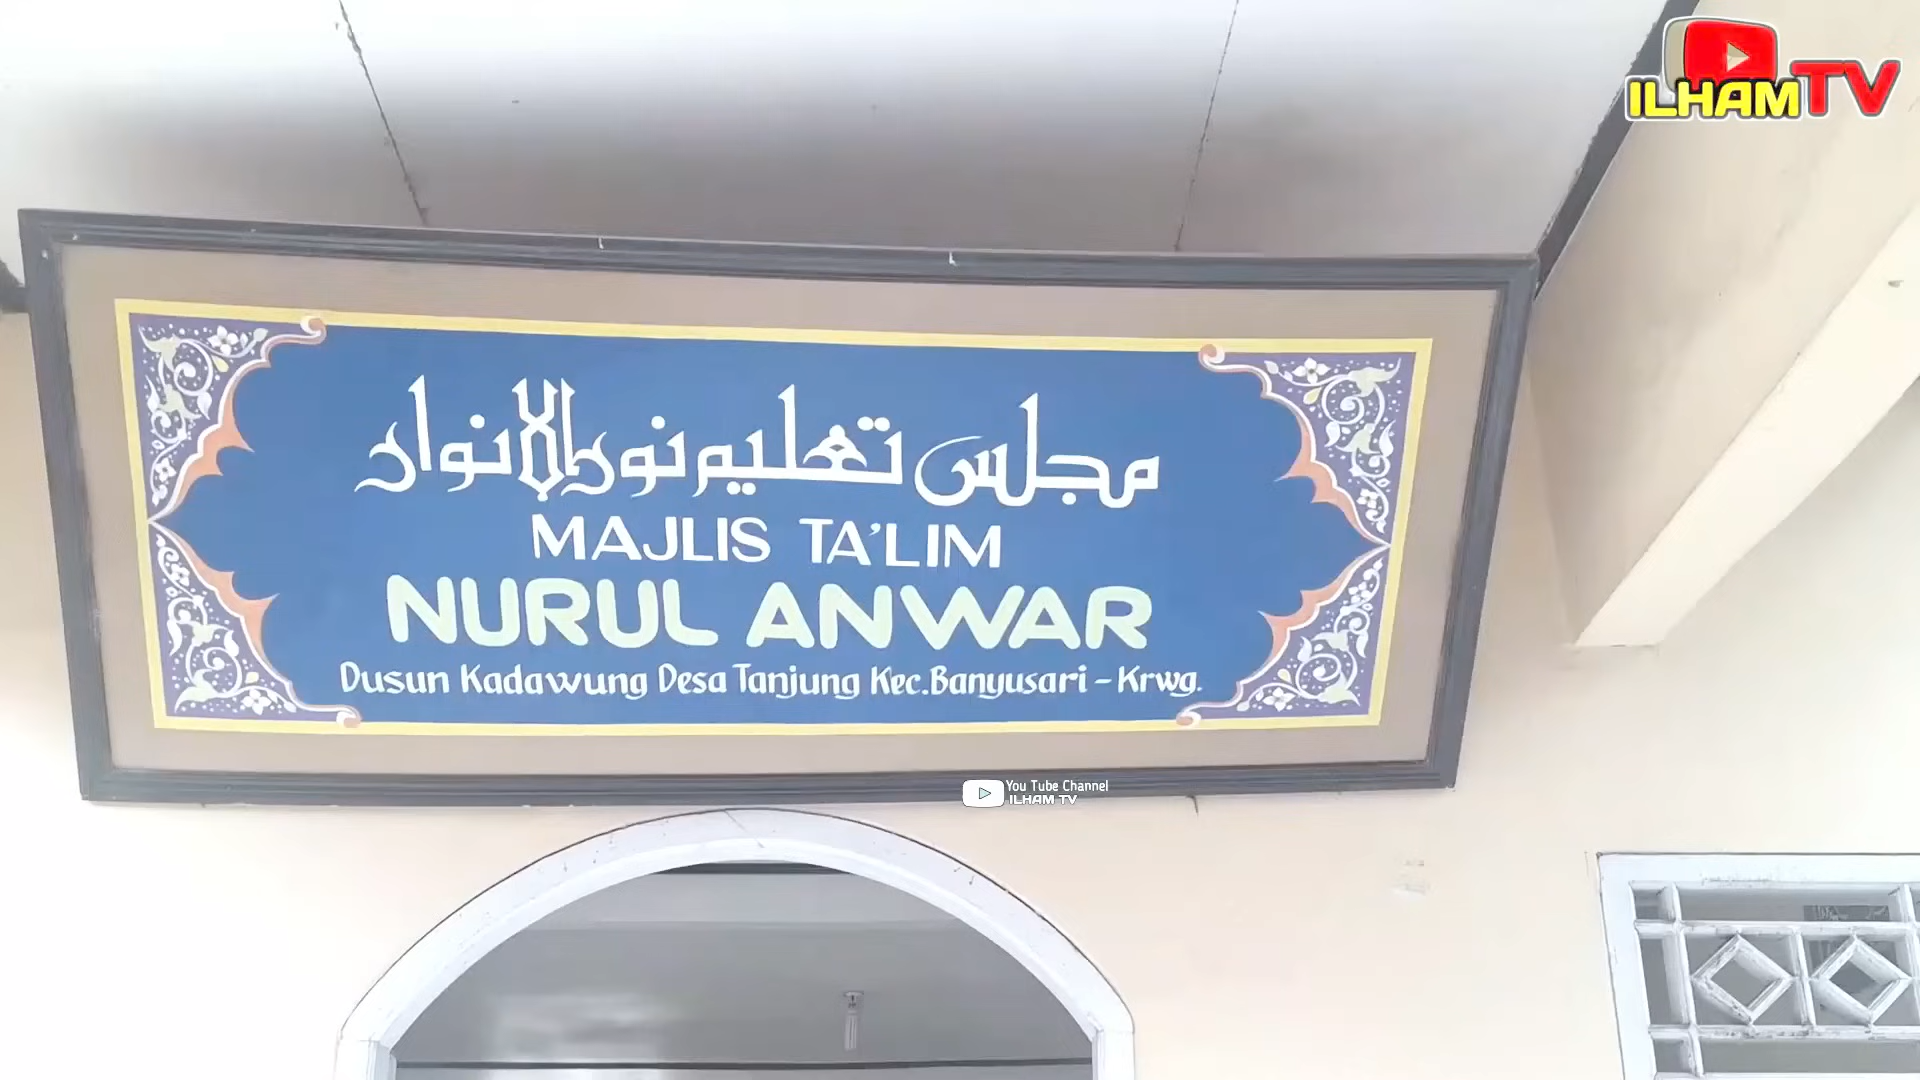 ILHAMTV
مجلس تعليم نور الانوار
MAJLIS TA'LIM
NURUL ANWAR
Dusun Kadawung Desa Tanjung Kec.Banyusari - Krwg.
You Tube Channel
ILHAM TV